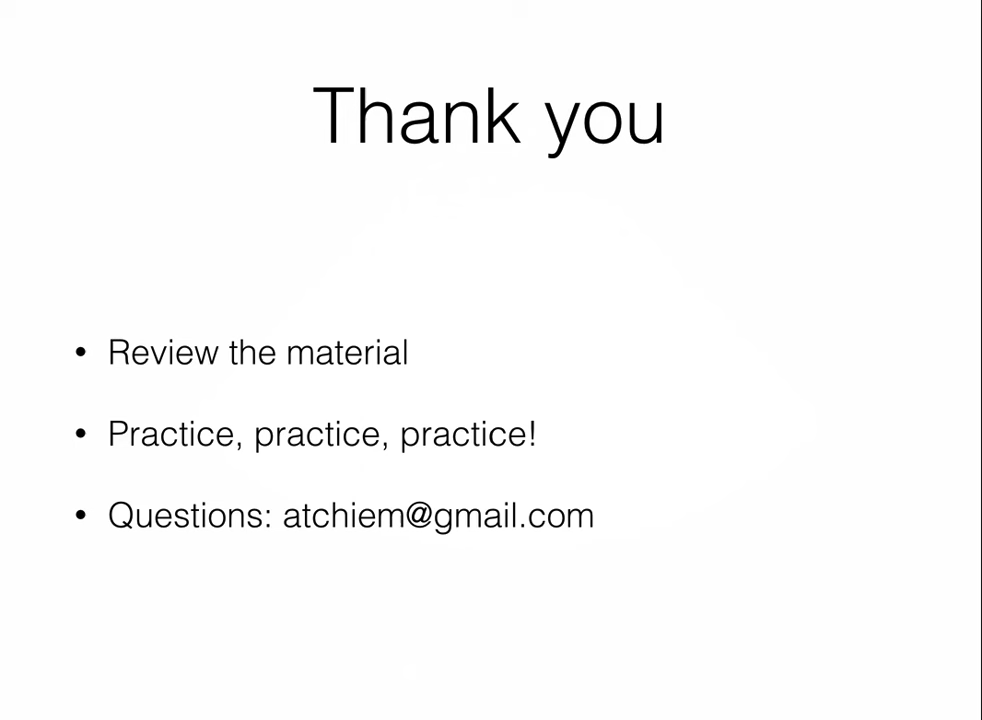 Thank you
• Review the material
• Practice, practice, practice!
• Questions: atchiem@gmail.com